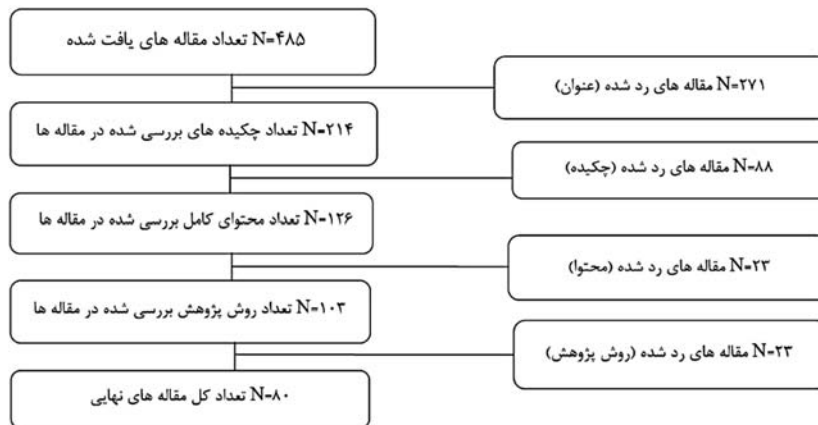 تعداد مقاله های یافت شده N=۴۸۵
مقاله های رد شده (عنوان) N=۲۷۱
تعداد چکیده های بررسی شده در مقاله ها N=۲۱۴
مقاله های رد شده (چکیده) N=۸۸
تعداد محتوای کامل بررسی شده در مقاله ها N=۱۲۶
مقاله های رد شده (محتوا) N=۲۳
تعداد روش پژوهش بررسی شده در مقاله ها N=۱۰۳
مقاله های رد شده (روش پژوهش) N=۲۳
تعداد کل مقاله های نهایی N=۸۰